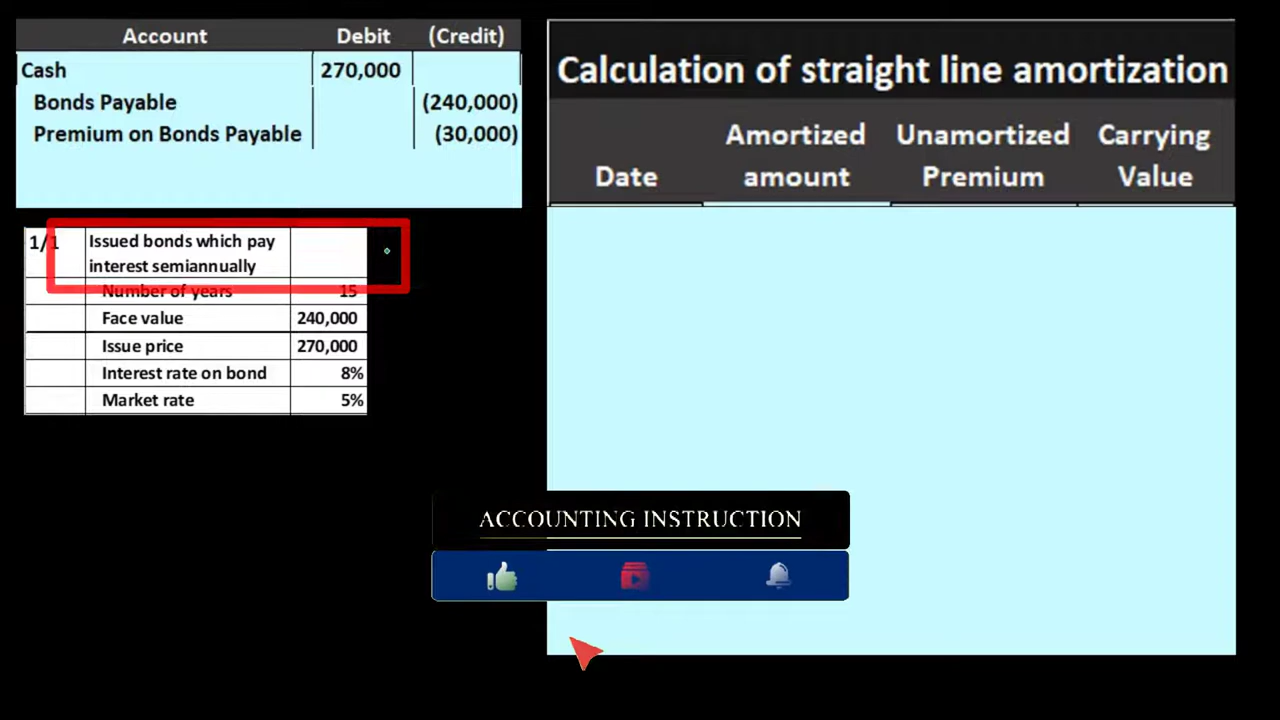 Account Debit (Credit)
Cash 270,000
Bonds Payable (240,000)
Premium on Bonds Payable (30,000)
1/1 Issued bonds which pay
interest semiannually
Number of years 15
Face value 240,000
Issue price 270,000
Interest rate on bond 8%
Market rate 5%
Calculation of straight line amortization
Amortized Unamortized Carrying
Date amount Premium Value
ACCOUNTING INSTRUCTION